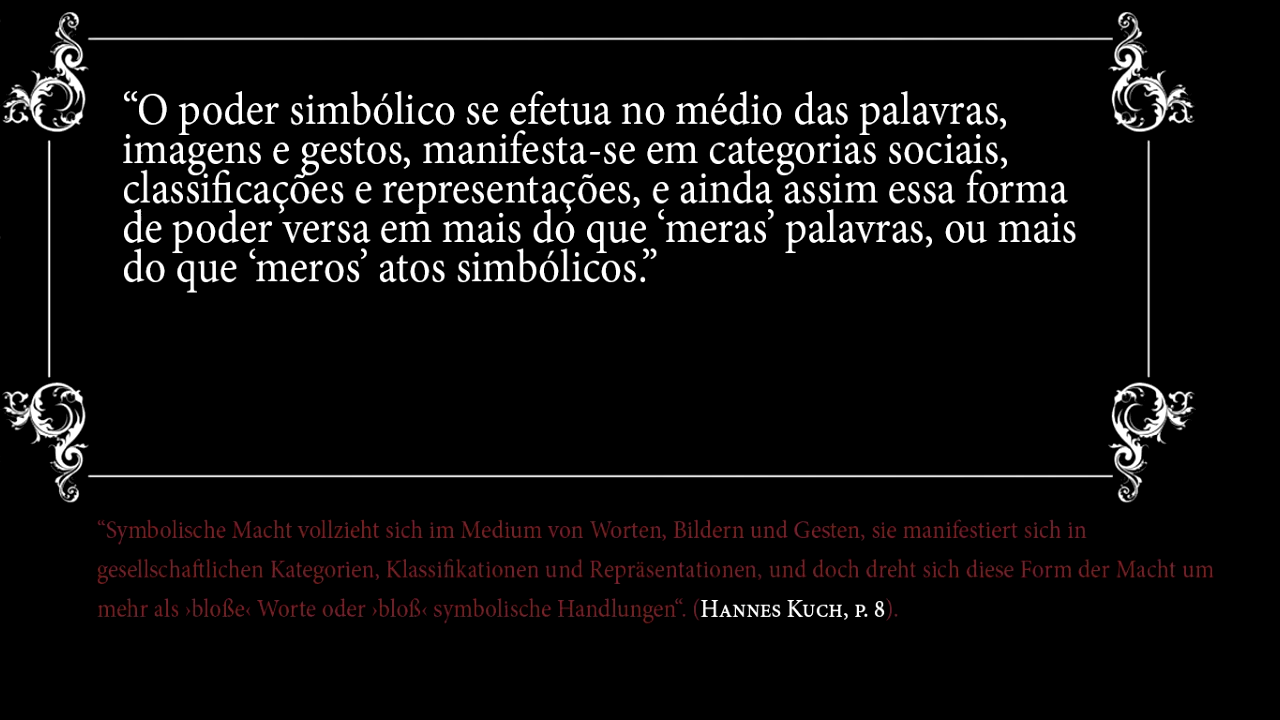 “O poder simbólico se efetua no médio das palavras,
imagens e gestos, manifesta-se em categorias sociais,
classificações e representações, e ainda assim essa forma
de poder versa em mais do que ‘meras’ palavras, ou mais
do que ‘meros’ atos simbólicos.”
“Symbolische Macht vollzieht sich im Medium von Worten, Bildern und Gesten, sie manifestiert sich in
gesellschaftlichen Kategorien, Klassifikationen und Repräsentationen, und doch dreht sich diese Form der Macht um
mehr als ›bloße‹ Worte oder ›bloß‹ symbolische Handlungen“. (Hannes Kuch, p. 8).